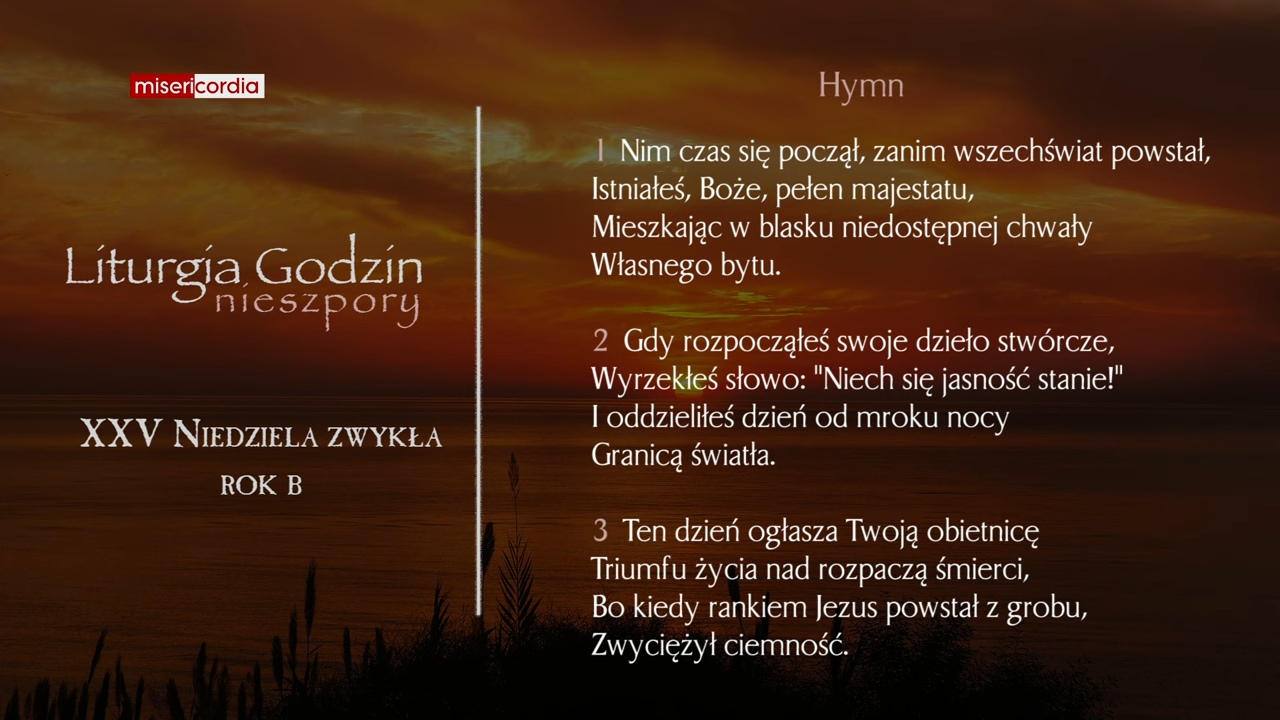 misericordia
Liturgia Godzin
nieszpory
XXV Niedziela zwykła
rok B
Hymn
1 Nim czas się począł, zanim wszechświat powstał,
Istniałeś, Boże, pełen majestatu,
Mieszkając w blasku niedostępnej chwały
Własnego bytu.
2 Gdy rozpocząłeś swoje dzieło stwórcze,
Wyrzekłeś słowo: "Niech się jasność stanie!"
I oddzieliłeś dzień od mroku nocy
Granicą światła.
3 Ten dzień ogłasza Twoją obietnicę
Triumfu życia nad rozpaczą śmierci,
Bo kiedy rankiem Jezus powstał z grobu,
Zwyciężył ciemność.